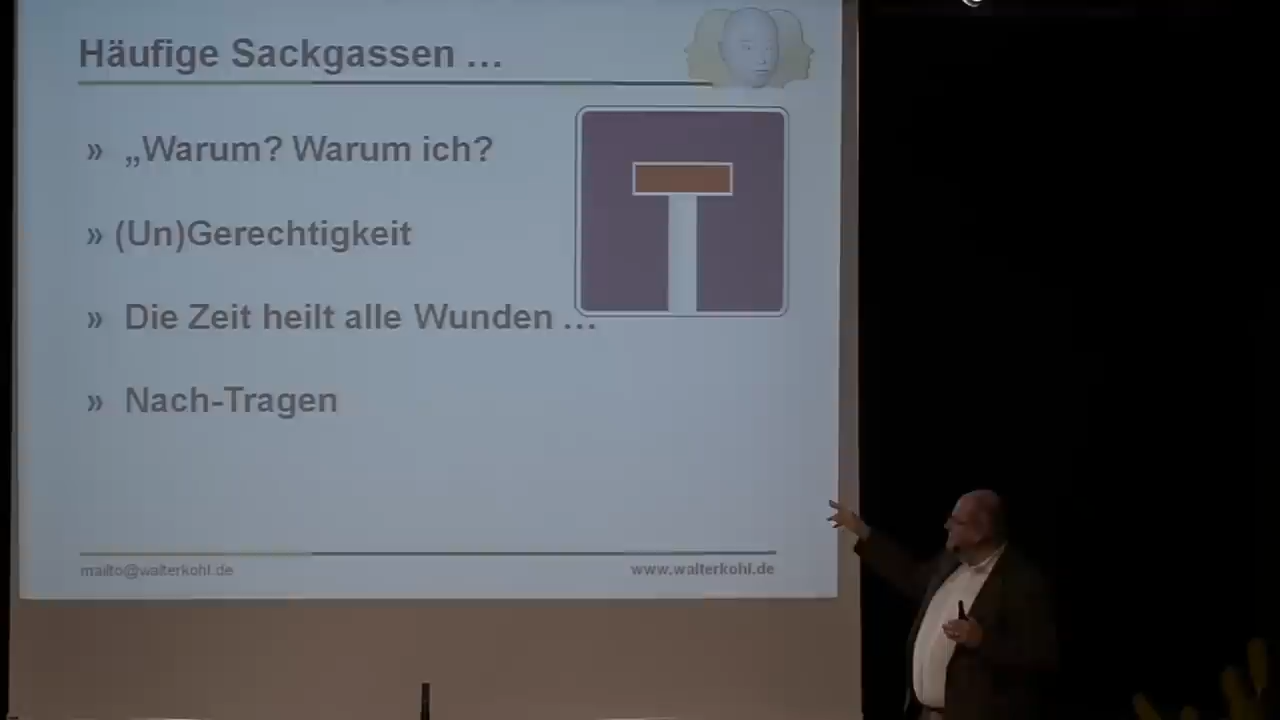 Häufige Sackgassen ...
» „Warum? Warum ich?
» (Un)Gerechtigkeit
» Die Zeit heilt alle Wunden ...
» Nach-Tragen
mailto@walterkohl.de
www.walterkohl.de